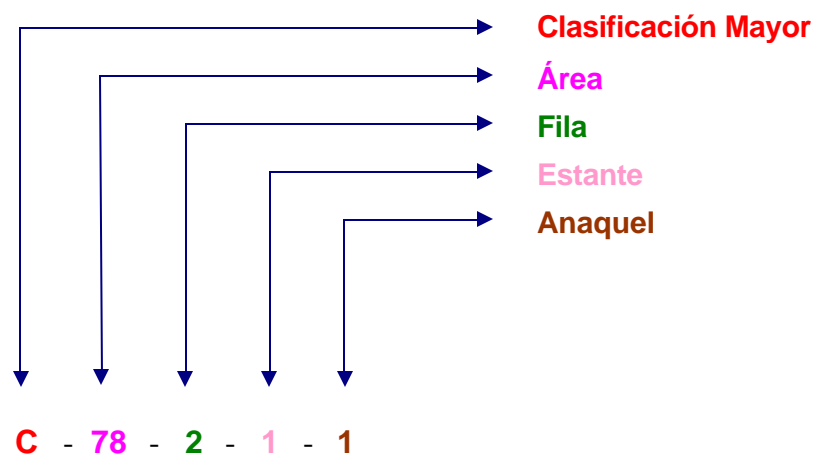 Clasificación Mayor
Área
Fila
Estante
Anaquel
C - 78 - 2 - 1 - 1